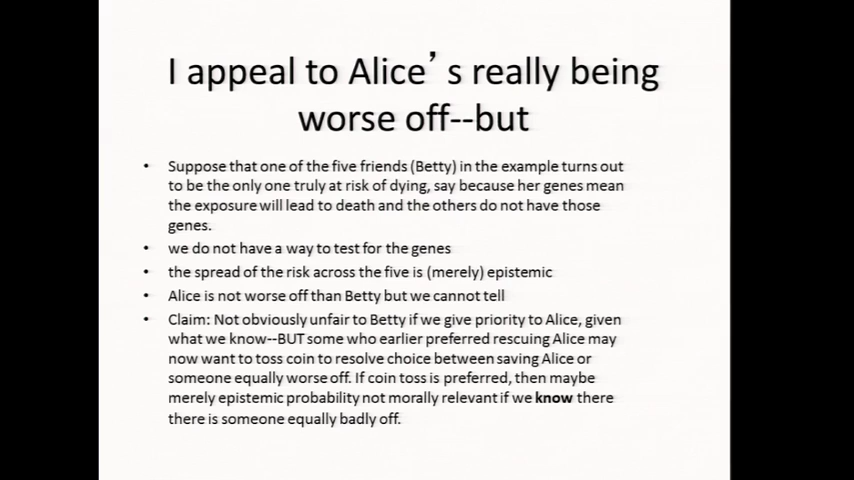 I appeal to Alice's really being
worse off--but
• Suppose that one of the five friends (Betty) in the example turns out
to be the only one truly at risk of dying, say because her genes mean
the exposure will lead to death and the others do not have those
genes.
• we do not have a way to test for the genes
• the spread of the risk across the five is (merely) epistemic
• Alice is not worse off than Betty but we cannot tell
• Claim: Not obviously unfair to Betty if we give priority to Alice, given
what we know--BUT some who earlier preferred rescuing Alice may
now want to toss coin to resolve choice between saving Alice or
someone equally worse off. If coin toss is preferred, then maybe
merely epistemic probability not morally relevant if we know there
there is someone equally badly off.